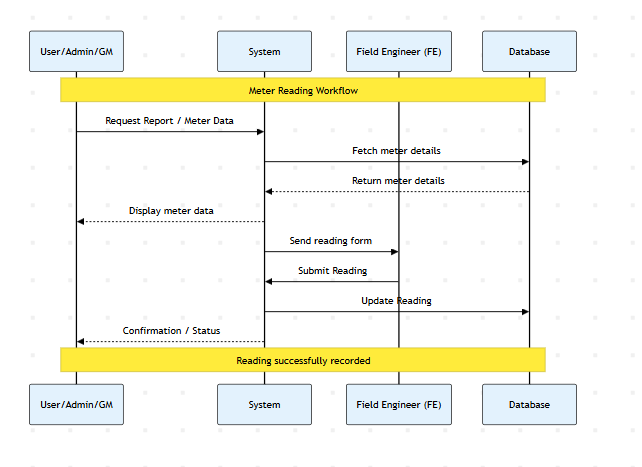 User/Admin/GM
System
Field Engineer (FE)
Database
Meter Reading Workflow
Request Report / Meter Data
Fetch meter details
Return meter details
Display meter data
Send reading form
Submit Reading
Update Reading
Confirmation / Status
Reading successfully recorded
User/Admin/GM
System
Field Engineer (FE)
Database